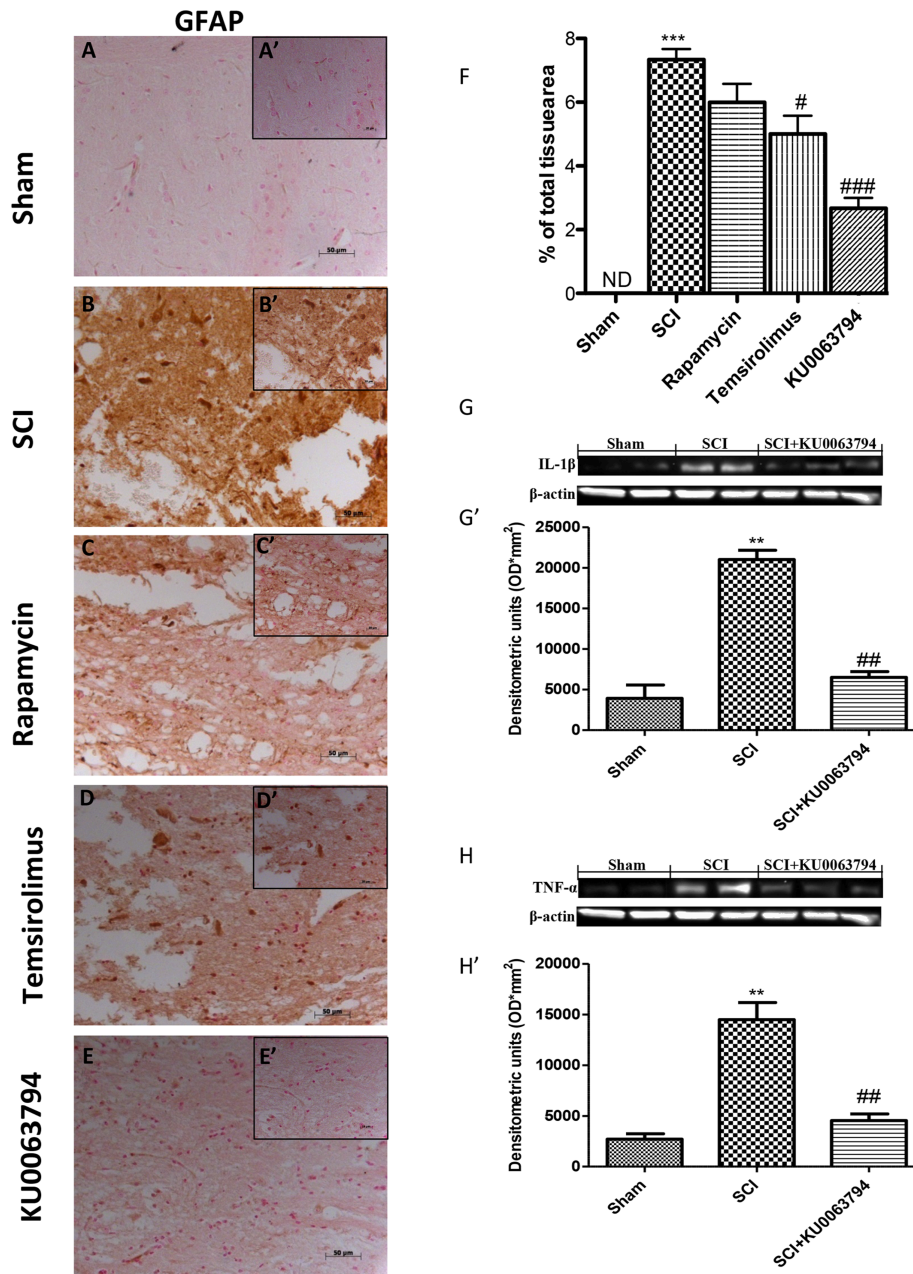 GFAP
A
A'
Sham
50 µm
B
B'
SCI
50 µm
C
C'
Rapamycin
50 µm
D
D'
Temsirolimus
50 µm
E
E'
KU0063794
50 µm
F
% of total tissuearea
8
6
4
2
0
ND
***
#
###
Sham
SCI
Rapamycin
Temsirolimus
KU0063794
G
Sham SCI SCI+KU0063794
IL-1β
β-actin
G'
Densitometric units (OD*mm²)
25000
20000
15000
10000
5000
0
**
##
Sham
SCI
SCI+KU0063794
H
Sham SCI SCI+KU0063794
TNF-α
β-actin
H'
Densitometric units (OD*mm²)
20000
15000
10000
5000
0
**
##
Sham
SCI
SCI+KU0063794